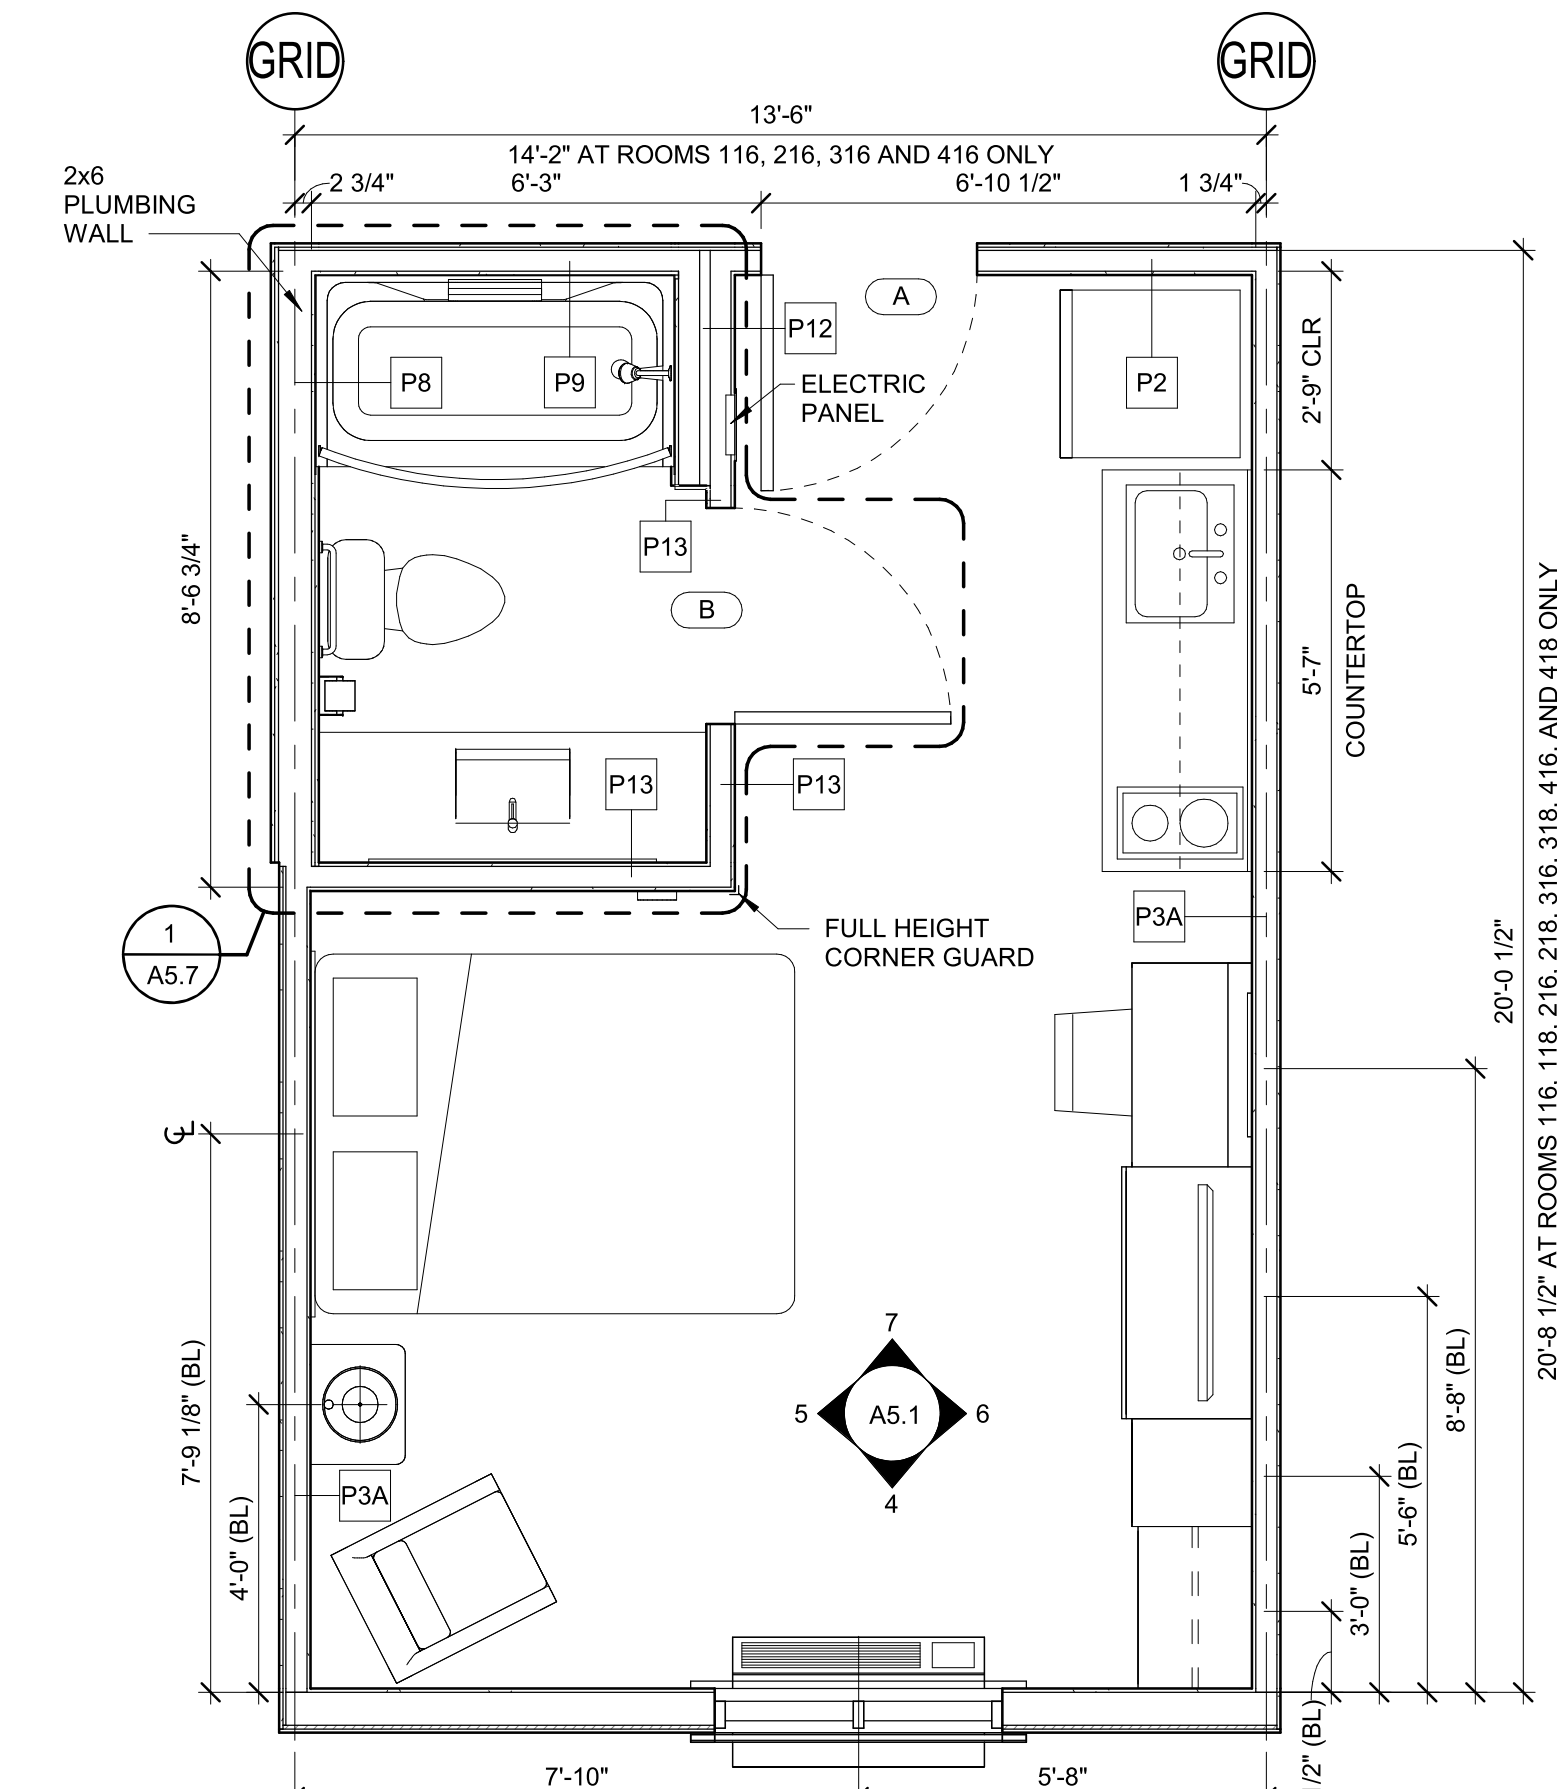 GRID
GRID
13'-6"
14'-2" AT ROOMS 116, 216, 316 AND 416 ONLY
2 3/4"
6'-3"
6'-10 1/2"
1 3/4"
2x6
PLUMBING
WALL
A
P12
P8
P9
P2
ELECTRIC
PANEL
2'-9" CLR
8'-6 3/4"
P13
B
5'-7"
COUNTERTOP
P13
P13
1
A5.7
FULL HEIGHT
CORNER GUARD
P3A
20'-0 1/2"
20'-8 1/2" AT ROOMS 116, 118, 216, 218, 316, 318, 416, AND 418 ONLY
CL
7'-9 1/8" (BL)
4'-0" (BL)
P3A
7
5
A5.1
6
4
8'-8" (BL)
5'-6" (BL)
3'-0" (BL)
1/2" (BL)
7'-10"
5'-8"